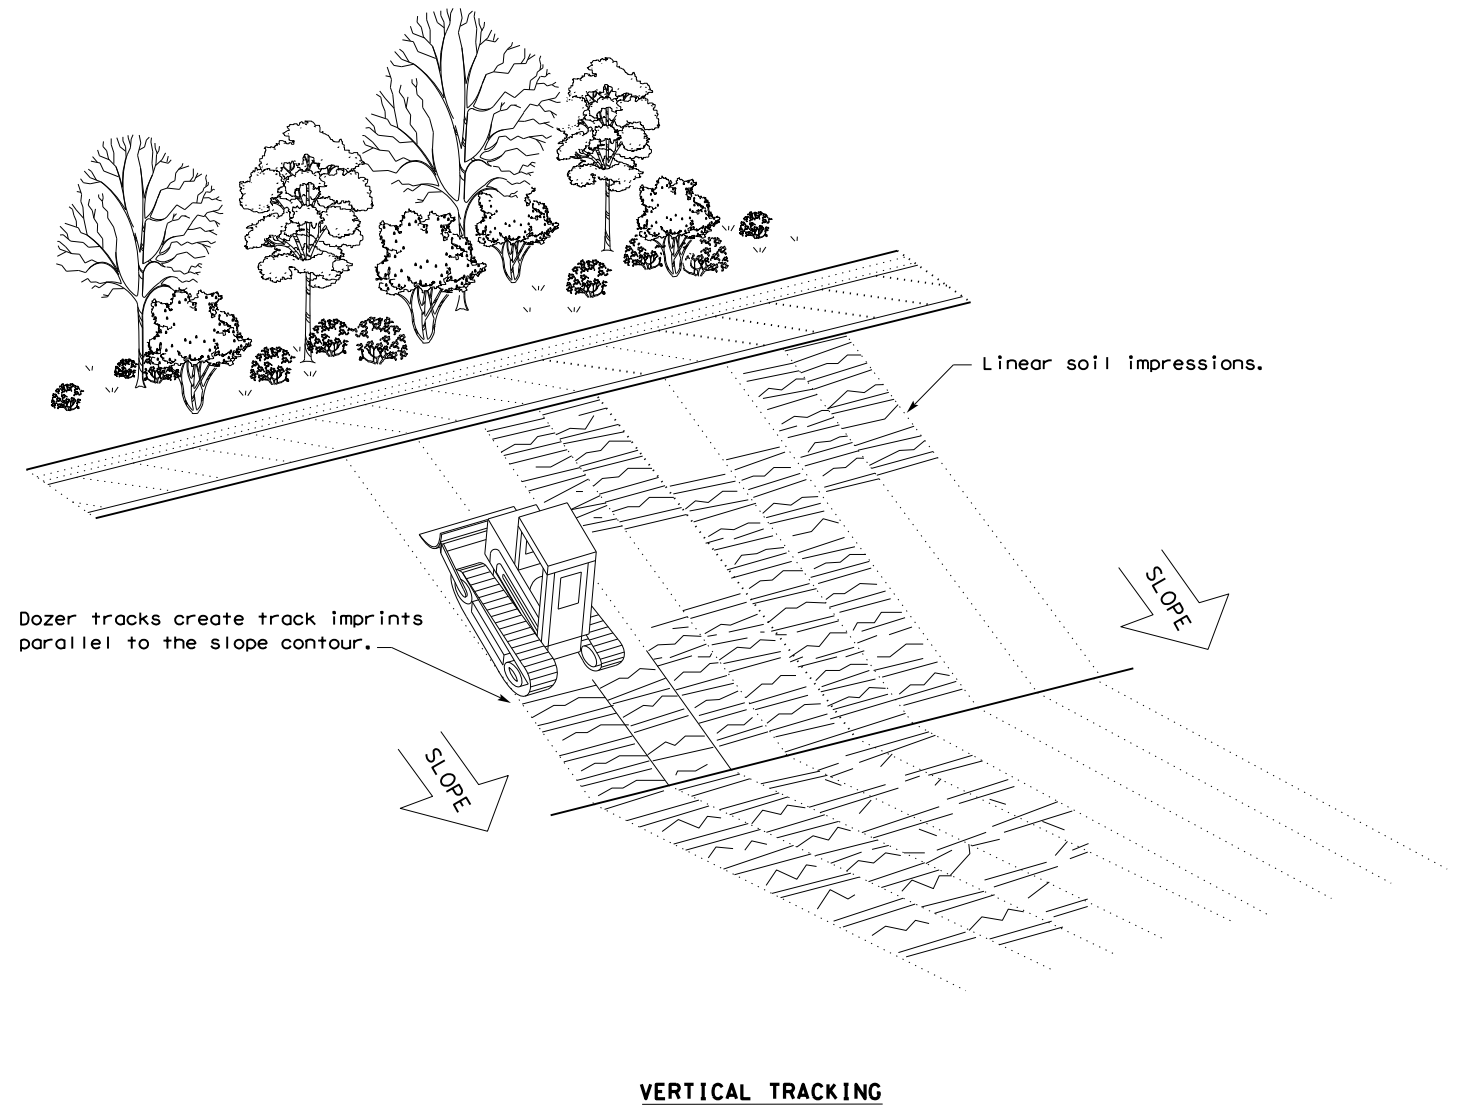 Linear soil impressions.
SLOPE
Dozer tracks create track imprints
parallel to the slope contour.
SLOPE
VERTICAL TRACKING